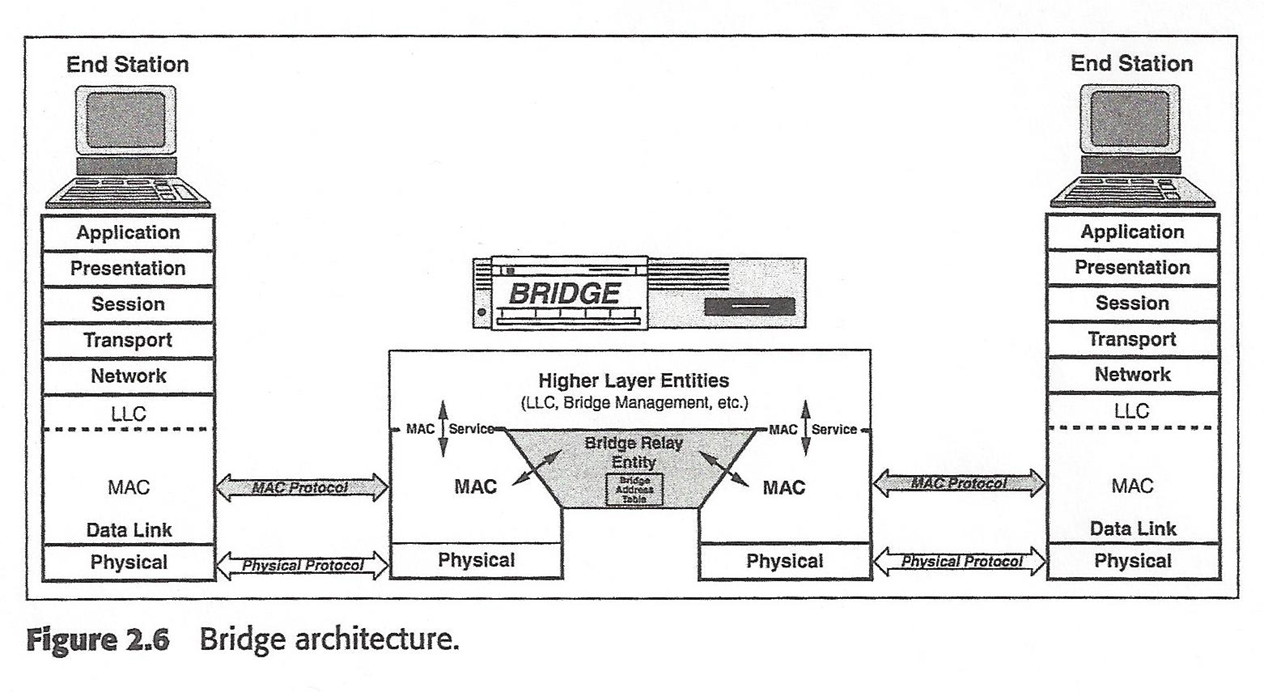 End Station
End Station
Application
Presentation
Session
Transport
Network
LLC
MAC
Data Link
Physical
MAC Protocol
Physical Protocol
BRIDGE
Higher Layer Entities
(LLC, Bridge Management, etc.)
MAC Service
MAC Service
Bridge Relay
Entity
Bridge
Address
Table
MAC
MAC
Physical
Physical
MAC Protocol
Physical Protocol
Application
Presentation
Session
Transport
Network
LLC
MAC
Data Link
Physical
Figure 2.6 Bridge architecture.